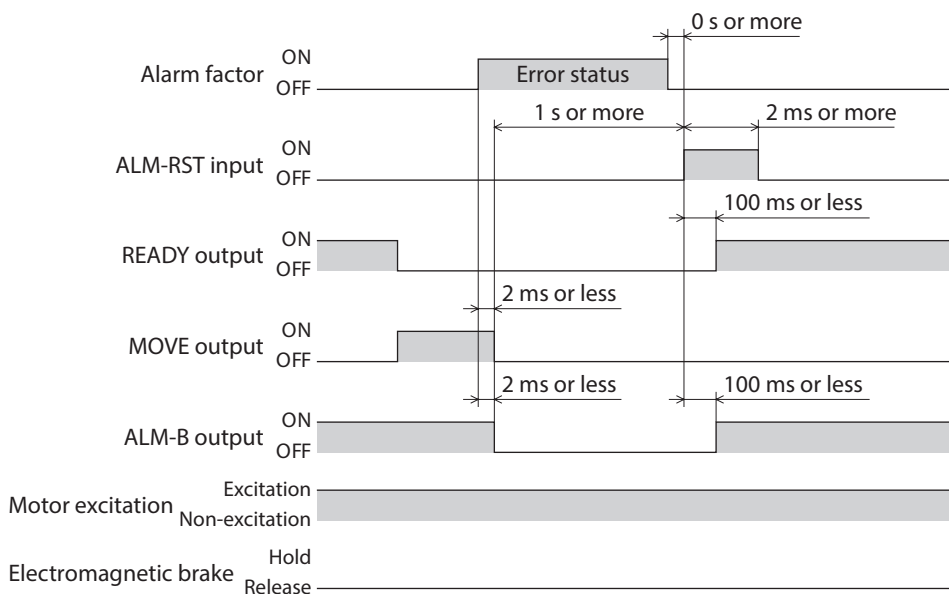 0 s or more
ON
Alarm factor
OFF
Error status
1 s or more
2 ms or more
ON
ALM-RST input
OFF
100 ms or less
ON
READY output
OFF
2 ms or less
ON
MOVE output
OFF
2 ms or less
100 ms or less
ON
ALM-B output
OFF
Excitation
Motor excitation
Non-excitation
Hold
Electromagnetic brake
Release